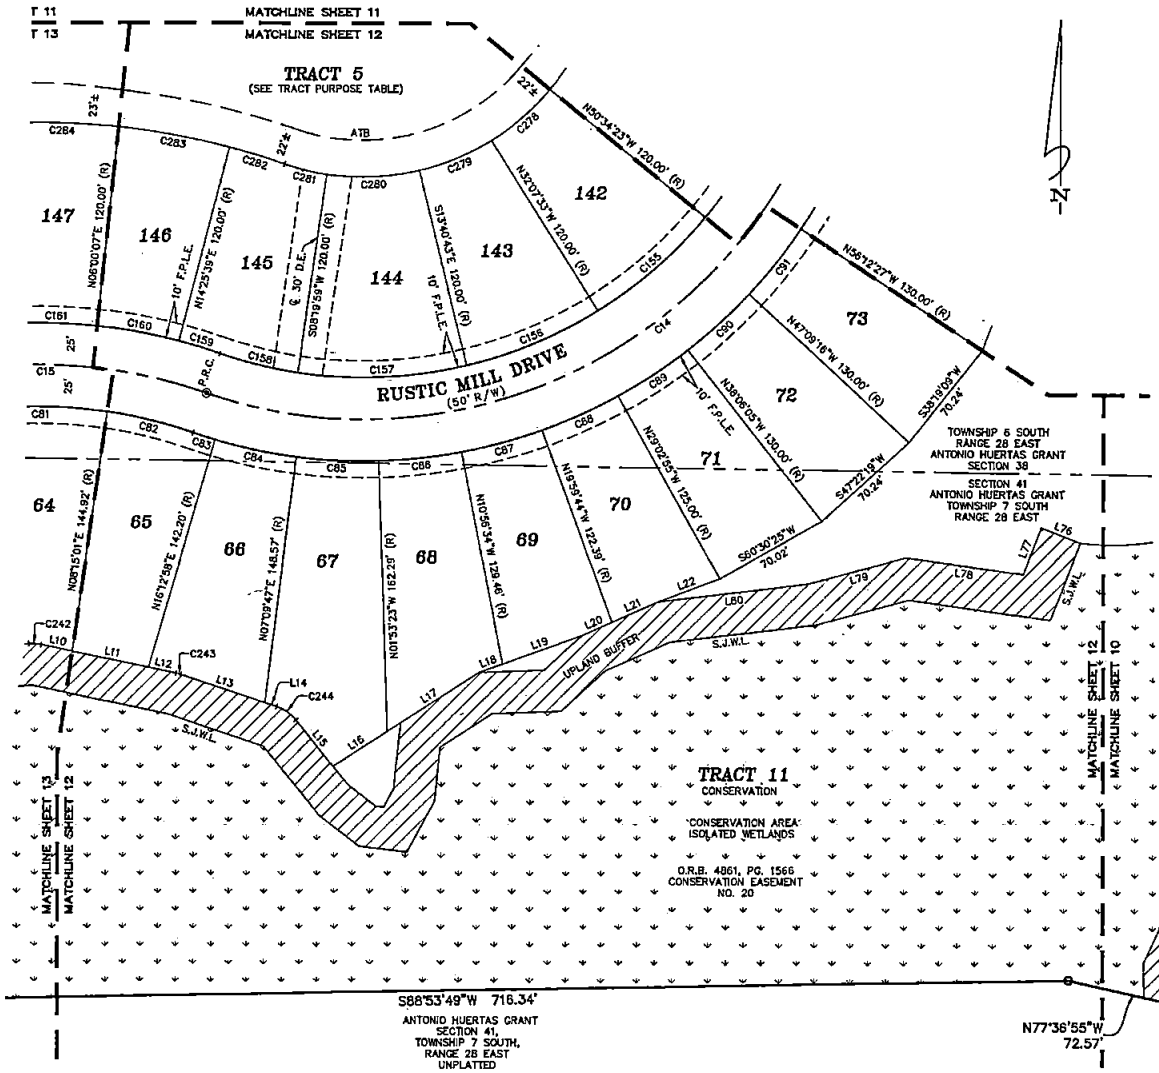 T 11
MATCHLINE SHEET 11
T 13
MATCHLINE SHEET 12
TRACT 5
(SEE TRACT PURPOSE TABLE)
22'±
23'±
ATB
22'±
C284
C283
C282
C281
C280
C279
C278
N50°34'23"W 120.00' (R)
147
146
145
144
143
142
N06°00'07"E 120.00' (R)
10' F.P.L.E.
N14°25'39"E 120.00' (R)
℄ 30' D.E.
S08°19'59"W 120.00' (R)
S13°40'43"E 120.00' (R)
10' F.P.L.E.
N32°07'33"W 120.00' (R)
N
C161
C160
C159
C158
C157
C156
C155
C14
C15
25'
25'
P.R.C.
RUSTIC MILL DRIVE
(50' R/W)
C91
C90
C89
C88
C87
C86
C85
C84
C83
C82
C81
N56°12'27"W 130.00' (R)
73
N47°09'16"W 130.00' (R)
S38°19'09"W
70.24'
72
10' F.P.L.E.
N38°06'05"W 130.00' (R)
S47°22'19"W
70.24'
71
N29°02'55"W 125.00' (R)
S60°30'25"W
70.02'
TOWNSHIP 6 SOUTH
RANGE 28 EAST
ANTONIO HUERTAS GRANT
SECTION 38
SECTION 41
ANTONIO HUERTAS GRANT
TOWNSHIP 7 SOUTH
RANGE 28 EAST
64
65
66
67
68
69
70
N08°15'01"E 144.92' (R)
N16°12'58"E 142.20' (R)
N07°09'47"E 148.57' (R)
N01°53'23"W 162.29' (R)
N10°56'34"W 129.46' (R)
N19°59'44"W 122.39' (R)
L76
L77
L78
L79
L80
S.J.W.L.
C242
L10
L11
L12
C243
L13
L14
C244
L15
L16
L17
L18
L19
L20
L21
L22
UPLAND BUFFER
S.J.W.L.
S.J.W.L.
TRACT 11
CONSERVATION
CONSERVATION AREA
ISOLATED WETLANDS
O.R.B. 4861, PG. 1566
CONSERVATION EASEMENT
NO. 20
MATCHLINE SHEET 13
MATCHLINE SHEET 12
MATCHLINE SHEET 12
MATCHLINE SHEET 10
S88°53'49"W 716.34'
ANTONIO HUERTAS GRANT
SECTION 41,
TOWNSHIP 7 SOUTH,
RANGE 28 EAST
UNPLATTED
N77°36'55"W
72.57'